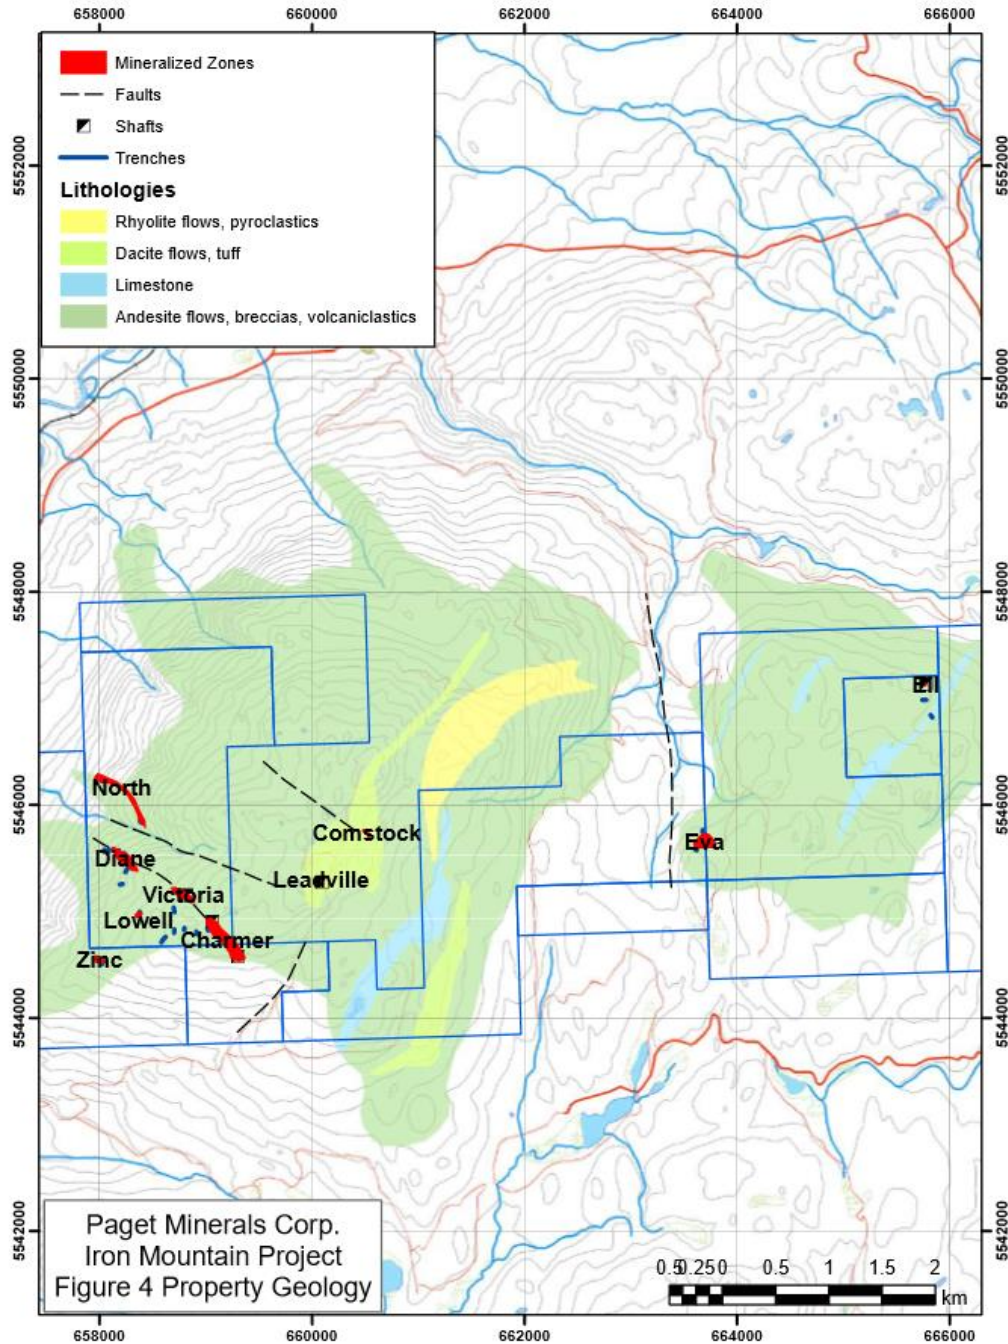 658000 660000 662000 664000 666000
Mineralized Zones
Faults
Shafts
Trenches
Lithologies
Rhyolite flows, pyroclastics
Dacite flows, tuff
Limestone
Andesite flows, breccias, volcaniclastics
5552000 5552000
5550000 5550000
5548000 5548000
Ell
North
5546000 5546000
Comstock
Eva
Diane
Leadville
Victoria
Lowell
Charmer
Zinc
5544000 5544000
Paget Minerals Corp.
Iron Mountain Project
Figure 4 Property Geology
5542000 5542000
0.5 0.25 0 0.5 1 1.5 2
km
658000 660000 662000 664000 666000